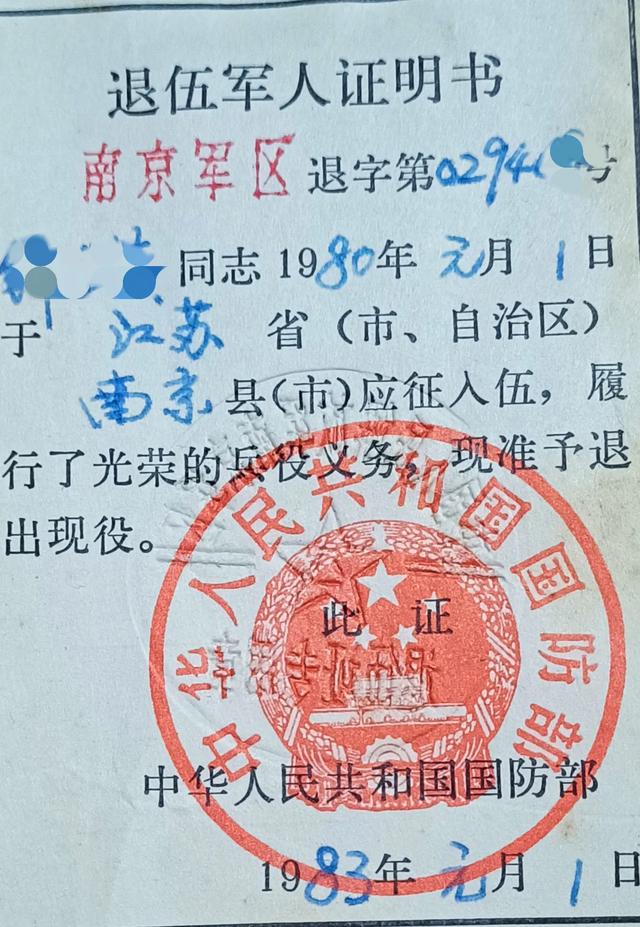 退伍军人证明书
南京军区 退字第02941 号
同志 1980年 元月 1日
于 江苏 省（市、自治区）
南京县（市）应征入伍，履
行了光荣的兵役义务，现准予退
出现役。
此 证
中华人民共和国国防部
中华人民共和国国防部
1983年 元月 1日